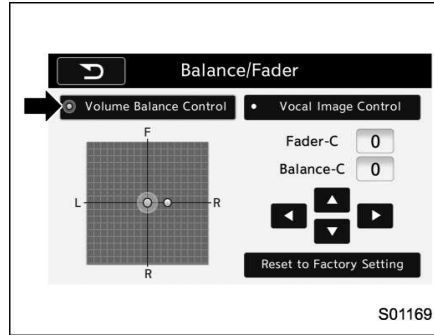 Balance/Fader
Volume Balance Control
Vocal Image Control
F
Fader-C 0
Balance-C 0
L
R
R
Reset to Factory Setting
S01169